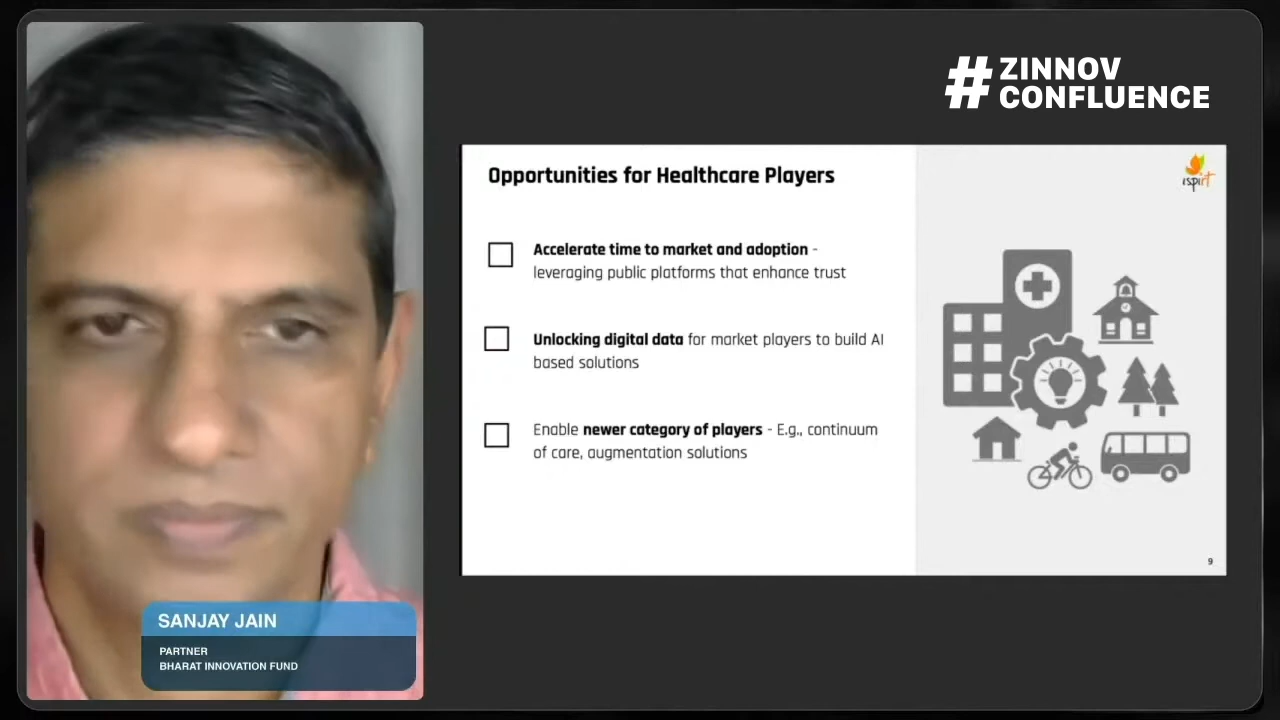 # ZINNOV
CONFLUENCE
Opportunities for Healthcare Players
ispirt
Accelerate time to market and adoption -
leveraging public platforms that enhance trust
Unlocking digital data for market players to build AI
based solutions
Enable newer category of players - E.g., continuum
of care, augmentation solutions
9
SANJAY JAIN
PARTNER
BHARAT INNOVATION FUND